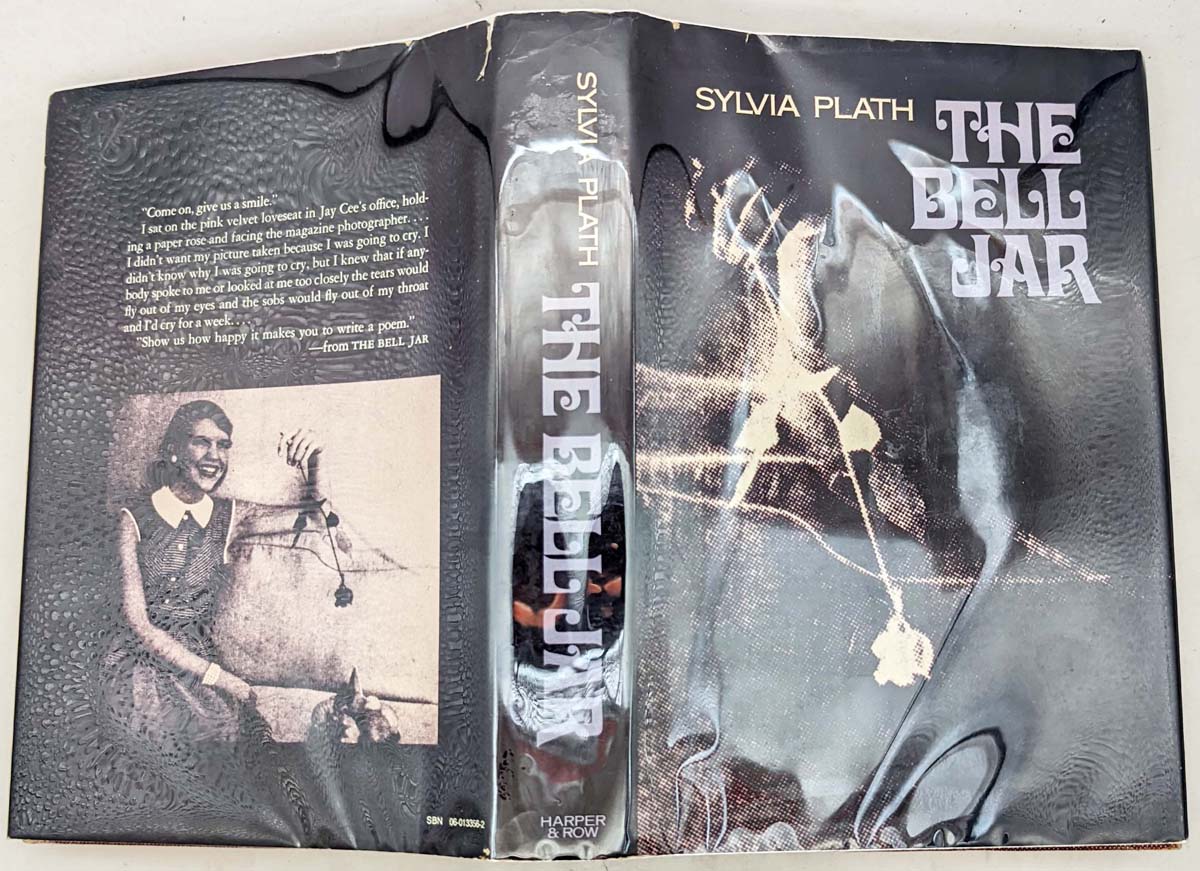 "Come on, give us a smile."
I sat on the pink velvet loveseat in Jay Cee's office, hold-
ing a paper rose and facing the magazine photographer. . . .
I didn't want my picture taken because I was going to cry. I
didn't know why I was going to cry, but I knew that if any-
body spoke to me or looked at me too closely the tears would
fly out of my eyes and the sobs would fly out of my throat
and I'd cry for a week. . . .
"Show us how happy it makes you to write a poem."
—from THE BELL JAR
SBN 06-013356-2
SYLVIA PLATH THE BELL JAR
HARPER
& ROW
SYLVIA PLATH
THE
BELL
JAR